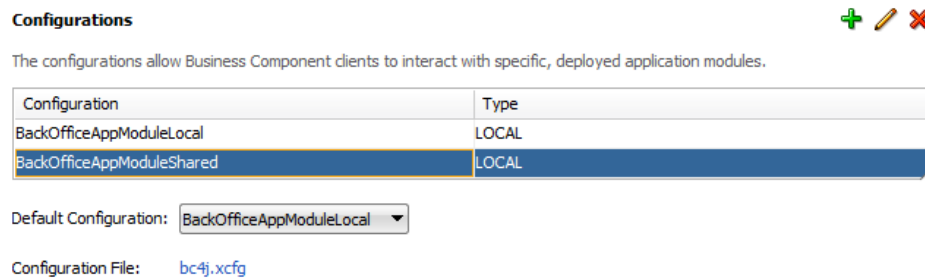 Configurations
The configurations allow Business Component clients to interact with specific, deployed application modules.
Configuration Type
BackOfficeAppModuleLocal LOCAL
BackOfficeAppModuleShared LOCAL
Default Configuration: BackOfficeAppModuleLocal
Configuration File: bc4j.xcfg